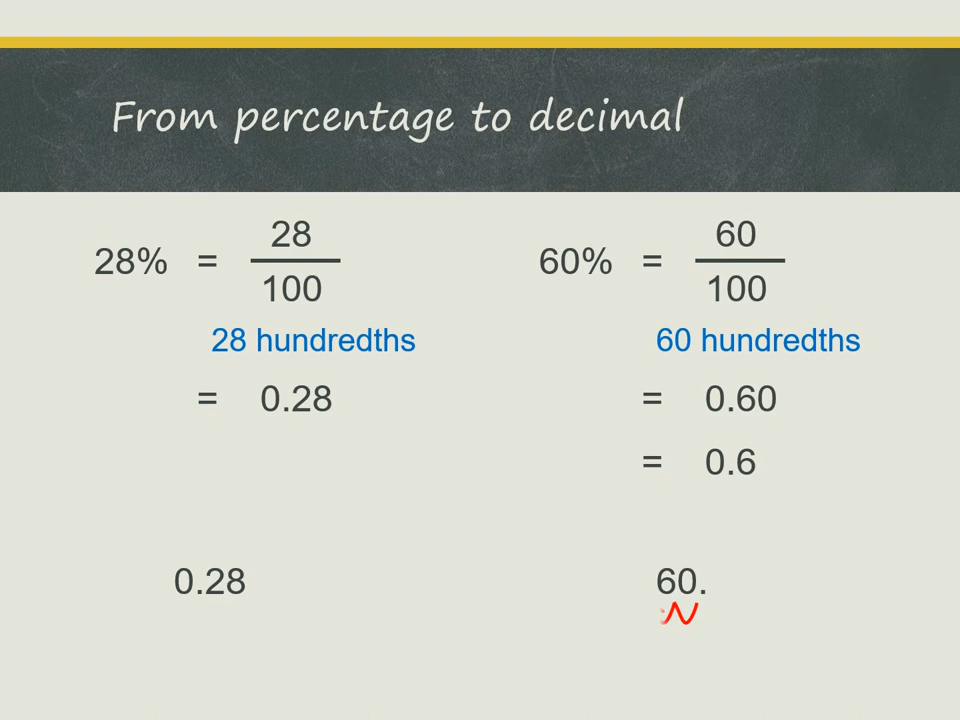 From percentage to decimal
28% = 28/100
28 hundredths
= 0.28
0.28
60% = 60/100
60 hundredths
= 0.60
= 0.6
60.